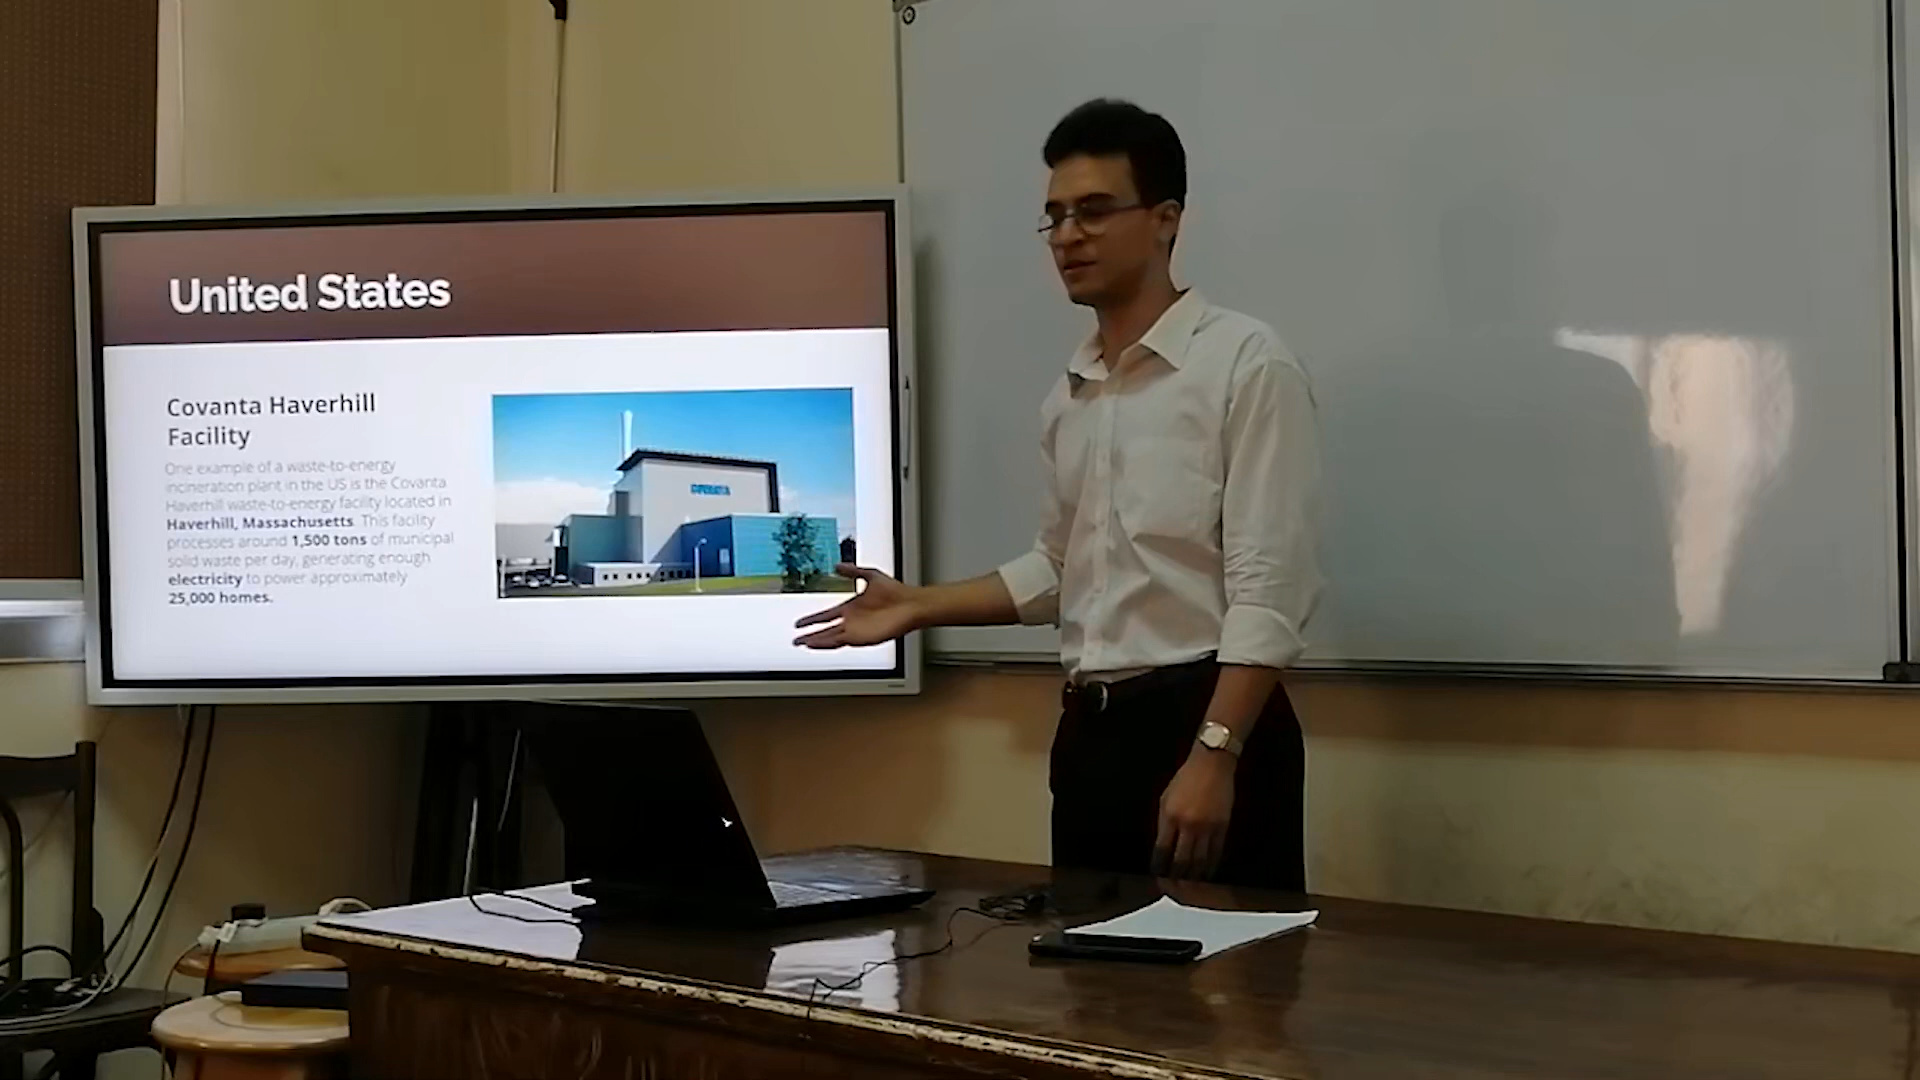 United States
Covanta Haverhill
Facility
One example of a waste-to-energy
incineration plant in the US is the Covanta
Haverhill waste-to-energy facility located in
Haverhill, Massachusetts. This facility
processes around 1,500 tons of municipal
solid waste per day, generating enough
electricity to power approximately
25,000 homes.
COVANTA